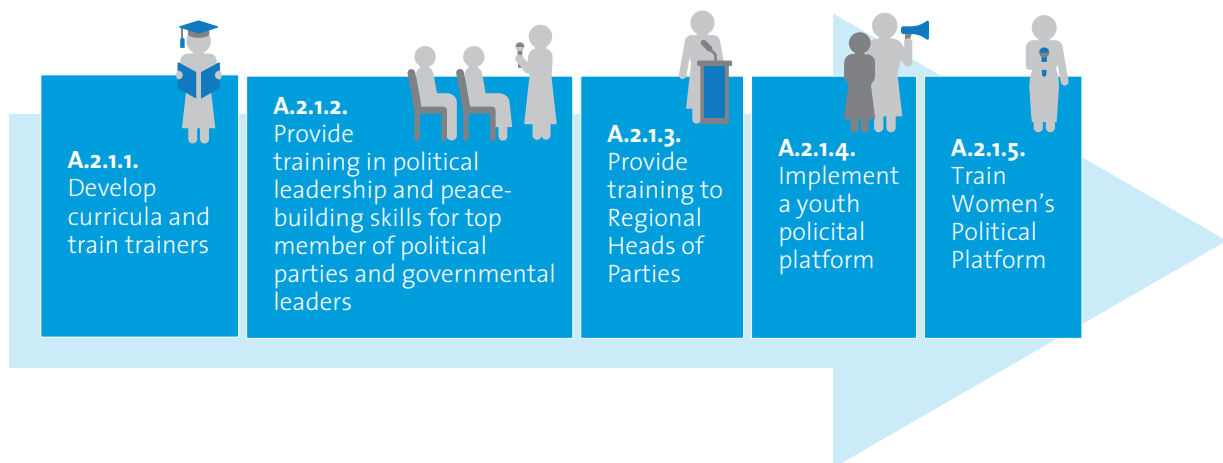 A.2.1.1.
Develop
curricula and
train trainers
A.2.1.2.
Provide
training in political
leadership and peace-
building skills for top
member of political
parties and governmental
leaders
A.2.1.3.
Provide
training to
Regional
Heads of
Parties
A.2.1.4.
Implement
a youth
policital
platform
A.2.1.5.
Train
Women’s
Political
Platform